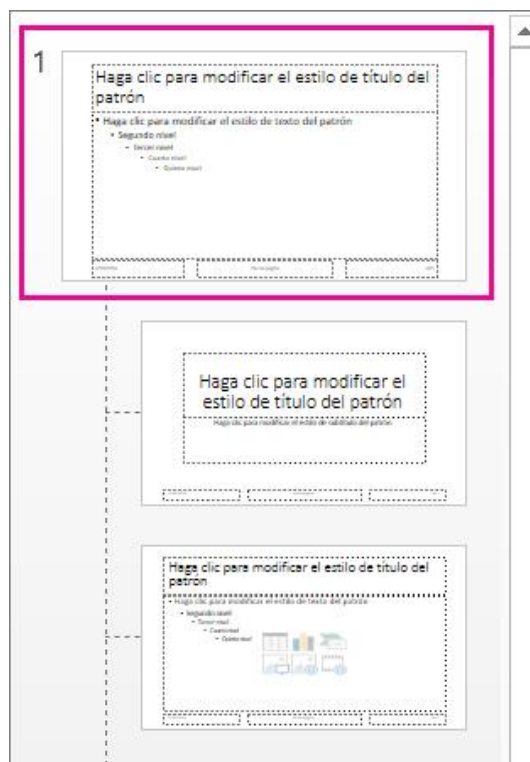 1
Haga clic para modificar el estilo de título del
patrón
• Haga clic para modificar el estilo de texto del patrón
• Segundo nivel
• Tercer nivel
• Cuarto nivel
• Quinto nivel
Haga clic para modificar el
estilo de título del patrón
Haga clic para modificar el estilo de subtítulo del patrón
Haga clic para modificar el estilo de título del
patrón
• Haga clic para modificar el estilo de texto del patrón
• Segundo nivel
• Tercer nivel
• Cuarto nivel
• Quinto nivel